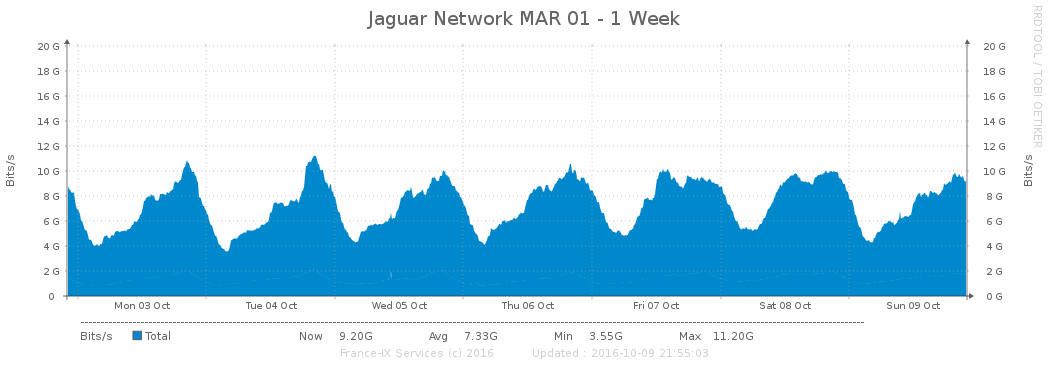 Jaguar Network MAR 01 - 1 Week
RRDTOOL / TOBI OETIKER
Bits/s
Bits/s
20 G 20 G
18 G 18 G
16 G 16 G
14 G 14 G
12 G 12 G
10 G 10 G
8 G 8 G
6 G 6 G
4 G 4 G
2 G 2 G
0 0 G
Mon 03 Oct Tue 04 Oct Wed 05 Oct Thu 06 Oct Fri 07 Oct Sat 08 Oct Sun 09 Oct
Bits/s Total Now 9.20G Avg 7.33G Min 3.55G Max 11.20G
France-IX Services (c) 2016 Updated : 2016-10-09 21:55:03